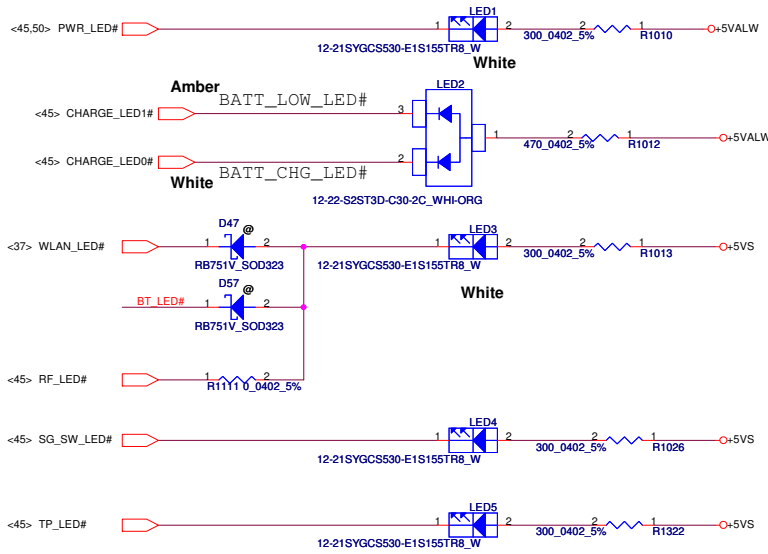 LED1
<45,50> PWR_LED# 1 2 2 1 +5VALW
12-21SYGCS530-E1S155TR8_W 300_0402_5% R1010
White
Amber LED2
BATT_LOW_LED#
<45> CHARGE_LED1# 3
1 2 1 +5VALW
470_0402_5% R1012
<45> CHARGE_LED0# 2
White BATT_CHG_LED#
12-22-S2ST3D-C30-2C_WHI-ORG
D47 LED3
@
<37> WLAN_LED# 1 2 1 2 2 1 +5VS
RB751V_SOD323 12-21SYGCS530-E1S155TR8_W 300_0402_5% R1013
D57
@ White
BT_LED# 1 2
RB751V_SOD323
<45> RF_LED# 1 2
R1111 0_0402_5%
LED4
<45> SG_SW_LED# 1 2 2 1 +5VS
12-21SYGCS530-E1S155TR8_W 300_0402_5% R1026
LED5
<45> TP_LED# 1 2 2 1 +5VS
12-21SYGCS530-E1S155TR8_W 300_0402_5% R1322